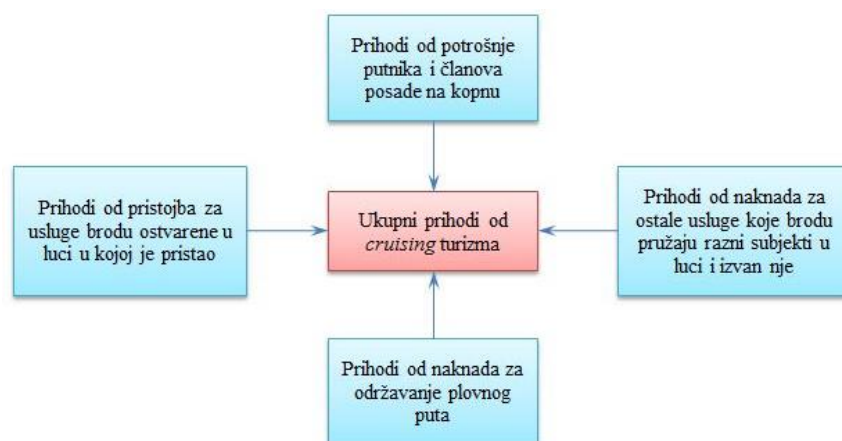 Prihodi od potrošnje
putnika i članova
posade na kopnu
Prihodi od pristojba za
usluge brodu ostvarene u
luci u kojoj je pristao
Ukupni prihodi od
cruising turizma
Prihodi od naknada za
ostale usluge koje brodu
pružaju razni subjekti u
luci i izvan nje
Prihodi od naknada za
održavanje plovnog
puta